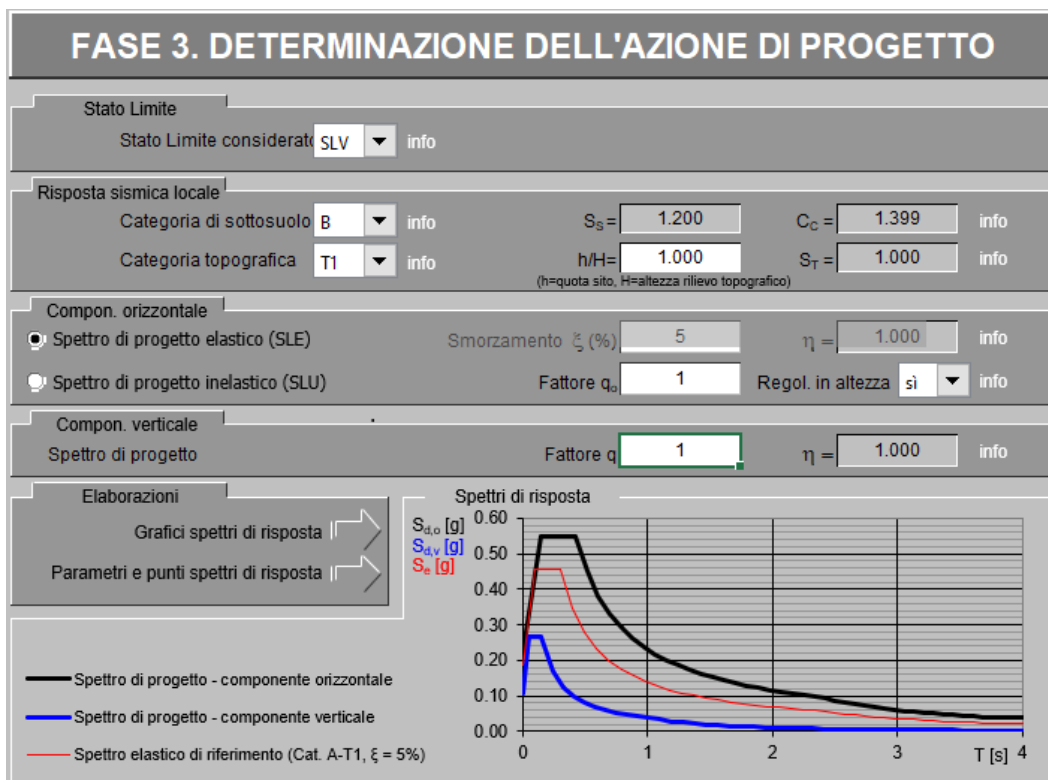 FASE 3. DETERMINAZIONE DELL'AZIONE DI PROGETTO
Stato Limite
Stato Limite considerato SLV info
Risposta sismica locale
Categoria di sottosuolo B info S_S = 1.200 C_C = 1.399 info
Categoria topografica T1 info h/H= 1.000 S_T = 1.000 info
(h=quota sito, H=altezza rilievo topografico)
Compon. orizzontale
Spettro di progetto elastico (SLE) Smorzamento ξ (%) 5 η = 1.000 info
Spettro di progetto inelastico (SLU) Fattore q_o 1 Regol. in altezza sì info
Compon. verticale
Spettro di progetto Fattore q 1 η = 1.000 info
Elaborazioni
Grafici spettri di risposta
Parametri e punti spettri di risposta
Spettri di risposta
S_d,o [g]
S_d,v [g]
S_e [g]
0.60
0.50
0.40
0.30
0.20
0.10
0.00
0 1 2 3 T [s] 4
Spettro di progetto - componente orizzontale
Spettro di progetto - componente verticale
Spettro elastico di riferimento (Cat. A-T1, ξ = 5%)